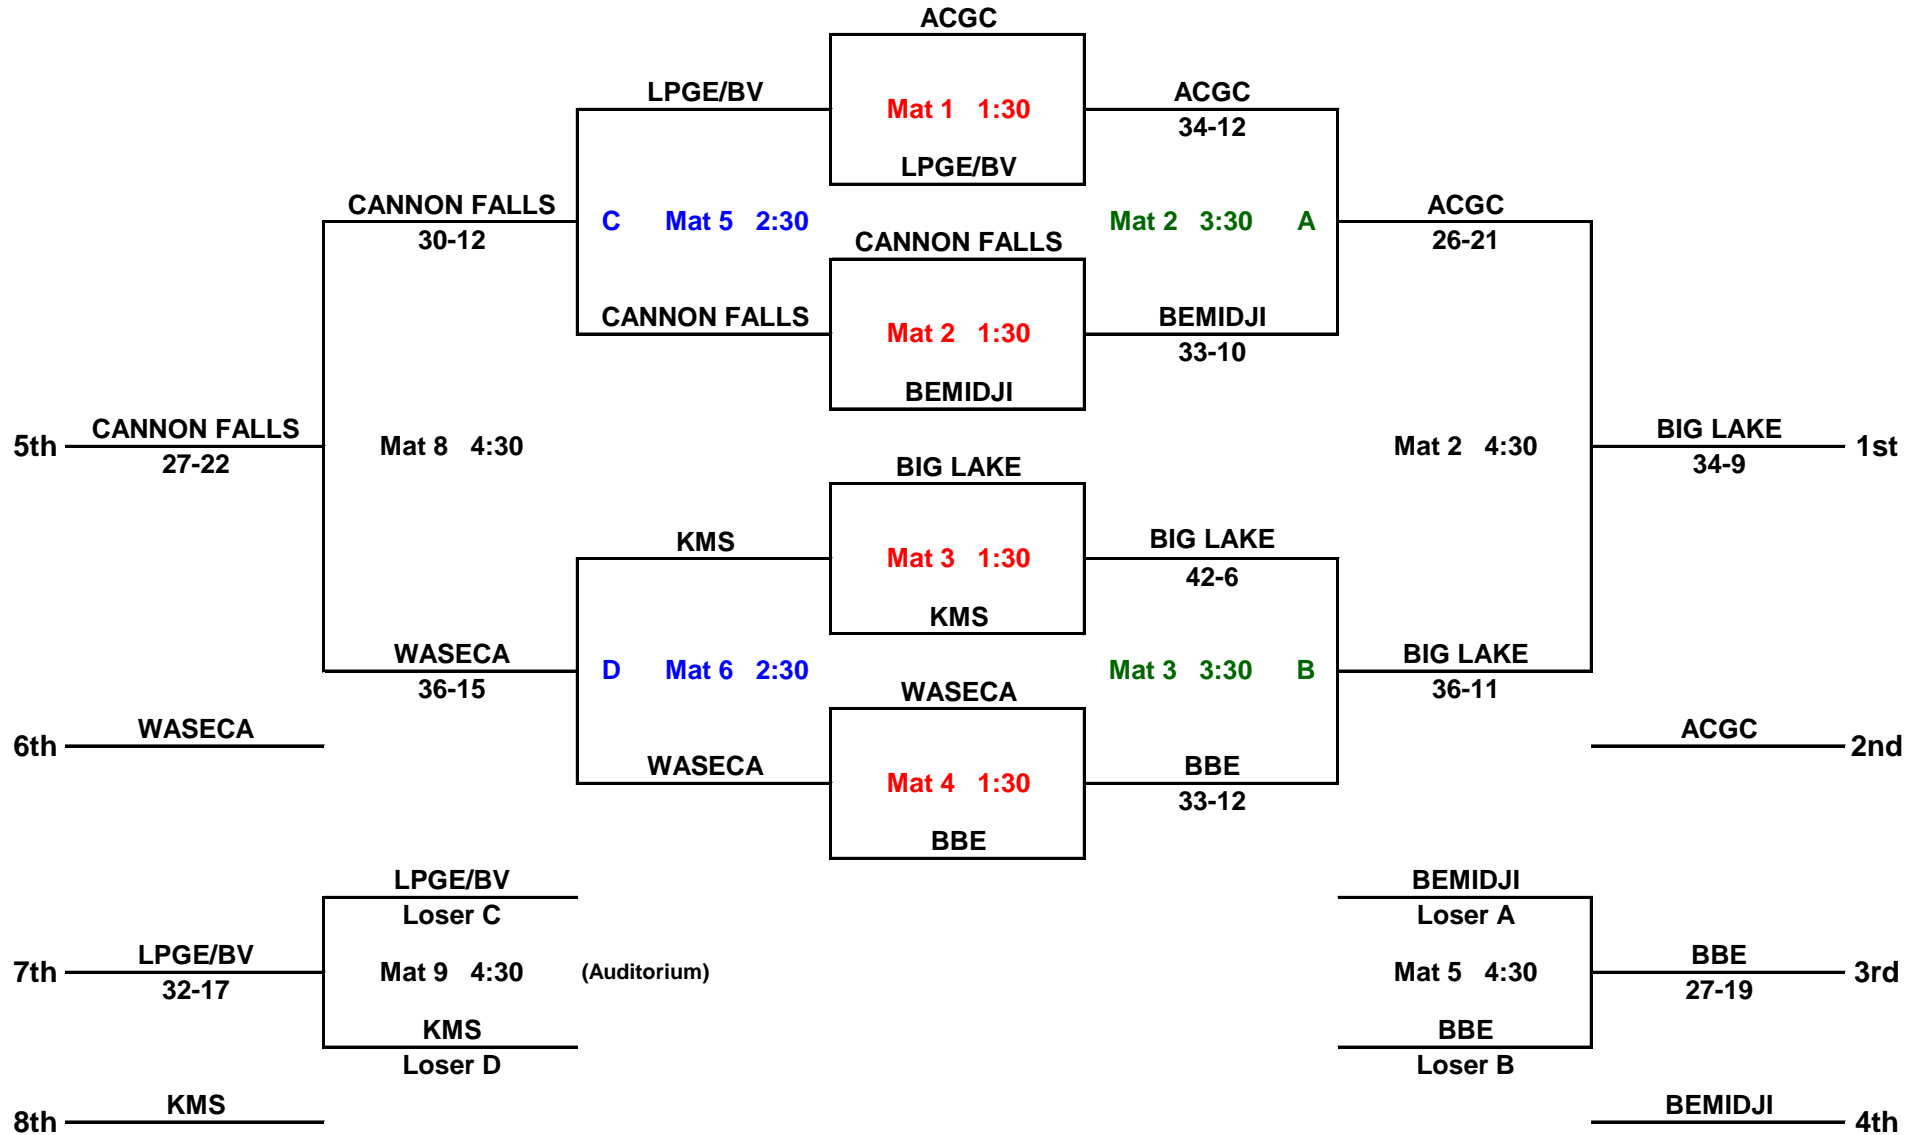 ACGC
LPGE/BV
Mat 1 1:30
ACGC
34-12
LPGE/BV
CANNON FALLS
30-12
C Mat 5 2:30
Mat 2 3:30 A
ACGC
26-21
CANNON FALLS
CANNON FALLS
Mat 2 1:30
BEMIDJI
33-10
BEMIDJI
5th
CANNON FALLS
27-22
Mat 8 4:30
Mat 2 4:30
BIG LAKE
34-9
1st
BIG LAKE
KMS
Mat 3 1:30
BIG LAKE
42-6
KMS
WASECA
36-15
D Mat 6 2:30
Mat 3 3:30 B
BIG LAKE
36-11
WASECA
6th
WASECA
ACGC
2nd
WASECA
Mat 4 1:30
BBE
33-12
BBE
LPGE/BV
Loser C
BEMIDJI
Loser A
7th
LPGE/BV
32-17
Mat 9 4:30
(Auditorium)
Mat 5 4:30
BBE
27-19
3rd
KMS
Loser D
BBE
Loser B
8th
KMS
BEMIDJI
4th